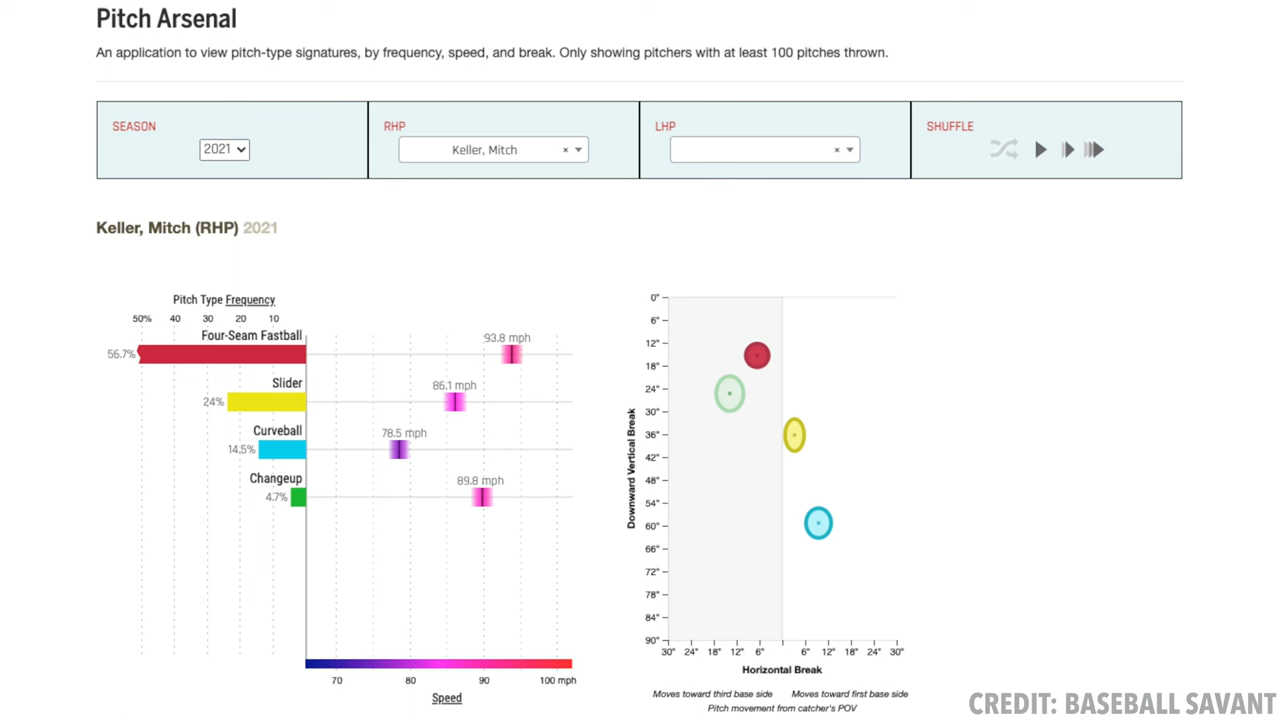 Pitch Arsenal
An application to view pitch-type signatures, by frequency, speed, and break. Only showing pitchers with at least 100 pitches thrown.
SEASON
2021
RHP
Keller, Mitch ×
LHP
×
SHUFFLE
Keller, Mitch (RHP) 2021
Pitch Type Frequency
50% 40 30 20 10
Four-Seam Fastball
56.7%
93.8 mph
Slider
24%
86.1 mph
Curveball
14.5%
78.5 mph
Changeup
4.7%
89.8 mph
70 80 90 100 mph
Speed
Downward Vertical Break
0"
6"
12"
18"
24"
30"
36"
42"
48"
54"
60"
66"
72"
78"
84"
90"
30" 24" 18" 12" 6" 6" 12" 18" 24" 30"
Horizontal Break
Moves toward third base side Moves toward first base side
Pitch movement from catcher's POV
CREDIT: BASEBALL SAVANT